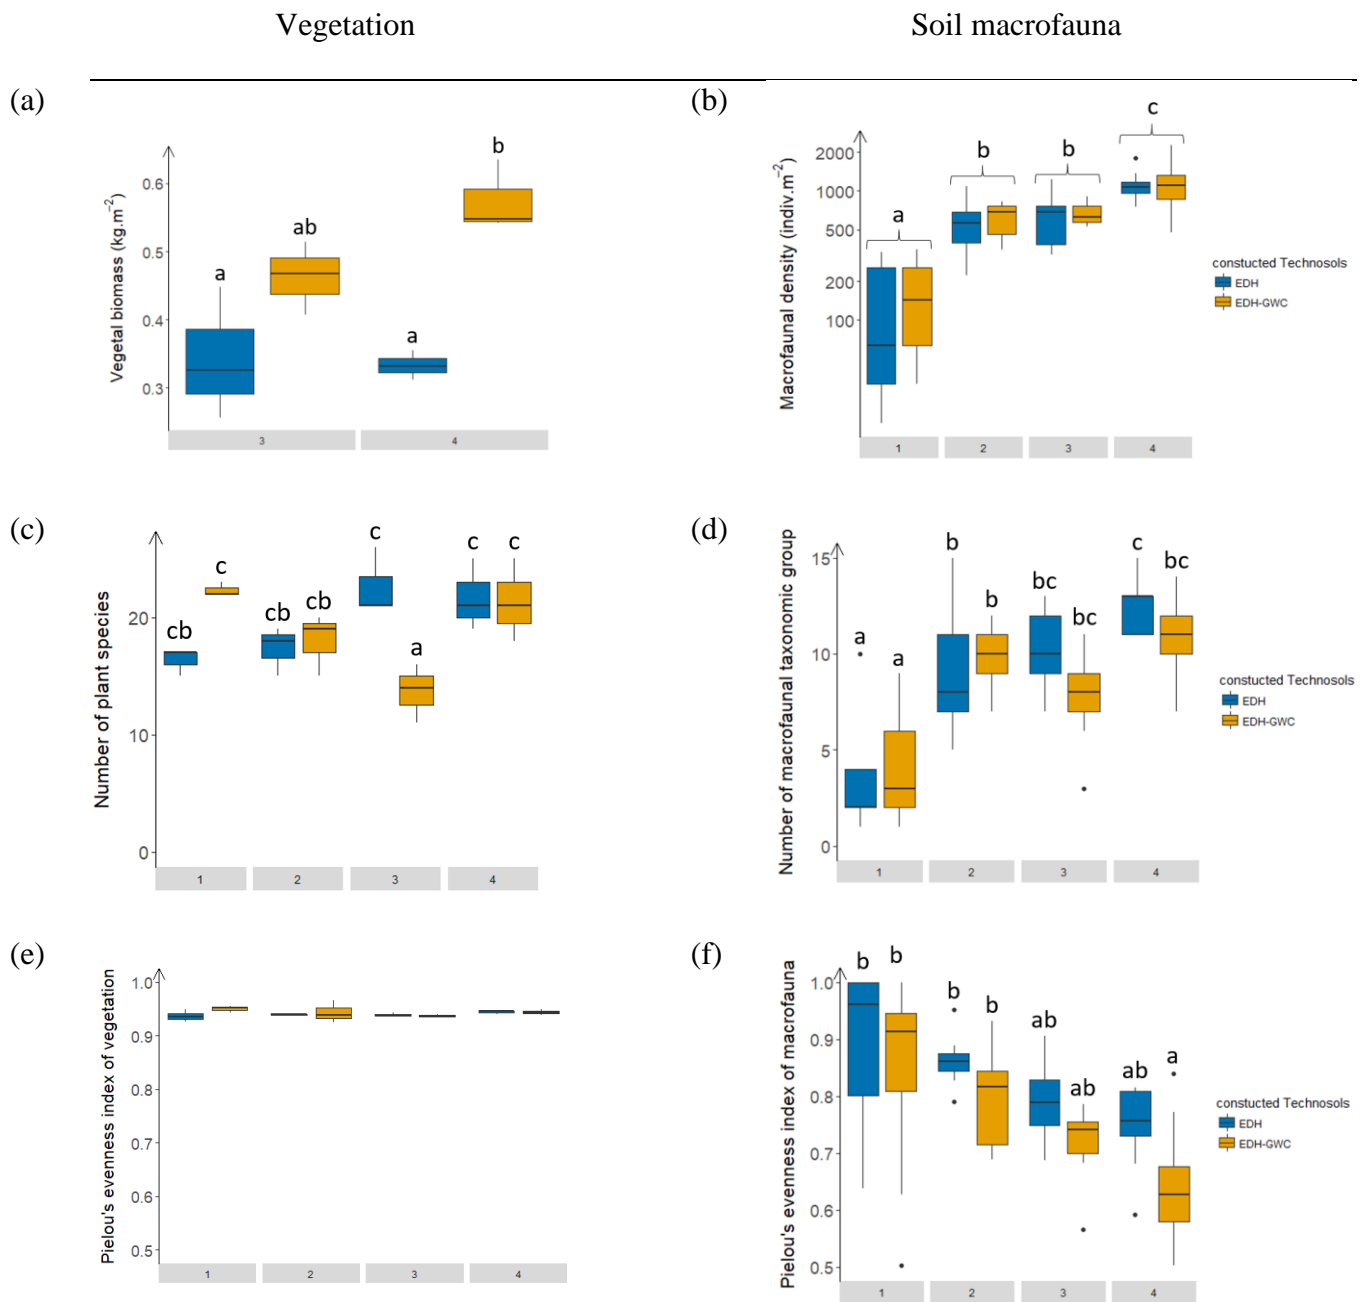 Vegetation
Soil macrofauna
(a)
Vegetal biomass (kg.m⁻²)
0.6
0.5
0.4
0.3
a
ab
a
b
3
4
(b)
Macrofaunal density (indiv.m⁻²)
2000
1000
500
200
100
a
b
b
c
1
2
3
4
constucted Technosols
EDH
EDH-GWC
(c)
Number of plant species
20
10
0
cb
c
cb
cb
c
a
c
c
1
2
3
4
(d)
Number of macrofaunal taxonomic group
15
10
5
0
a
a
b
b
bc
bc
c
bc
1
2
3
4
constucted Technosols
EDH
EDH-GWC
(e)
Pielou's evenness index of vegetation
1.0
0.9
0.8
0.7
0.6
0.5
1
2
3
4
(f)
Pielou's evenness index of macrofauna
1.0
0.9
0.8
0.7
0.6
0.5
b
b
b
b
ab
ab
ab
a
1
2
3
4
constucted Technosols
EDH
EDH-GWC